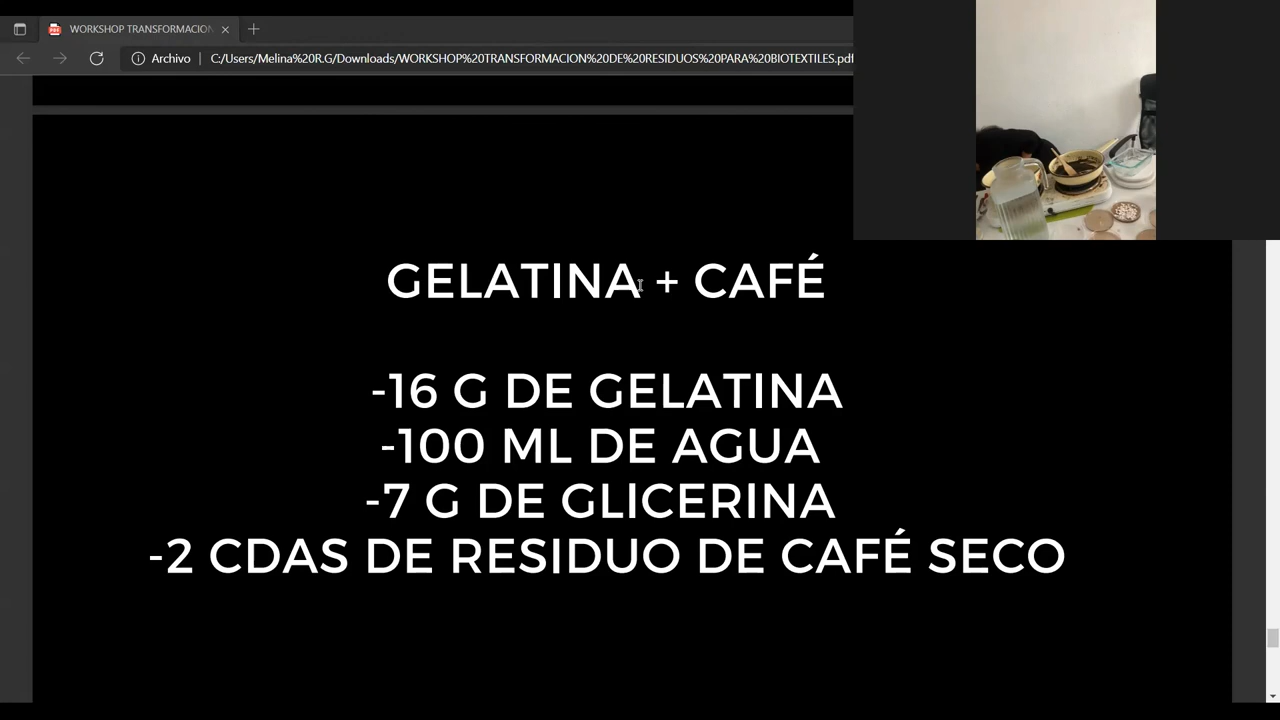 WORKSHOP TRANSFORMACION
Archivo
C:/Users/Melina%20R.G/Downloads/WORKSHOP%20TRANSFORMACION%20DE%20RESIDUOS%20PARA%20BIOTEXTILES.pdf
GELATINA + CAFÉ
-16 G DE GELATINA
-100 ML DE AGUA
-7 G DE GLICERINA
-2 CDAS DE RESIDUO DE CAFÉ SECO